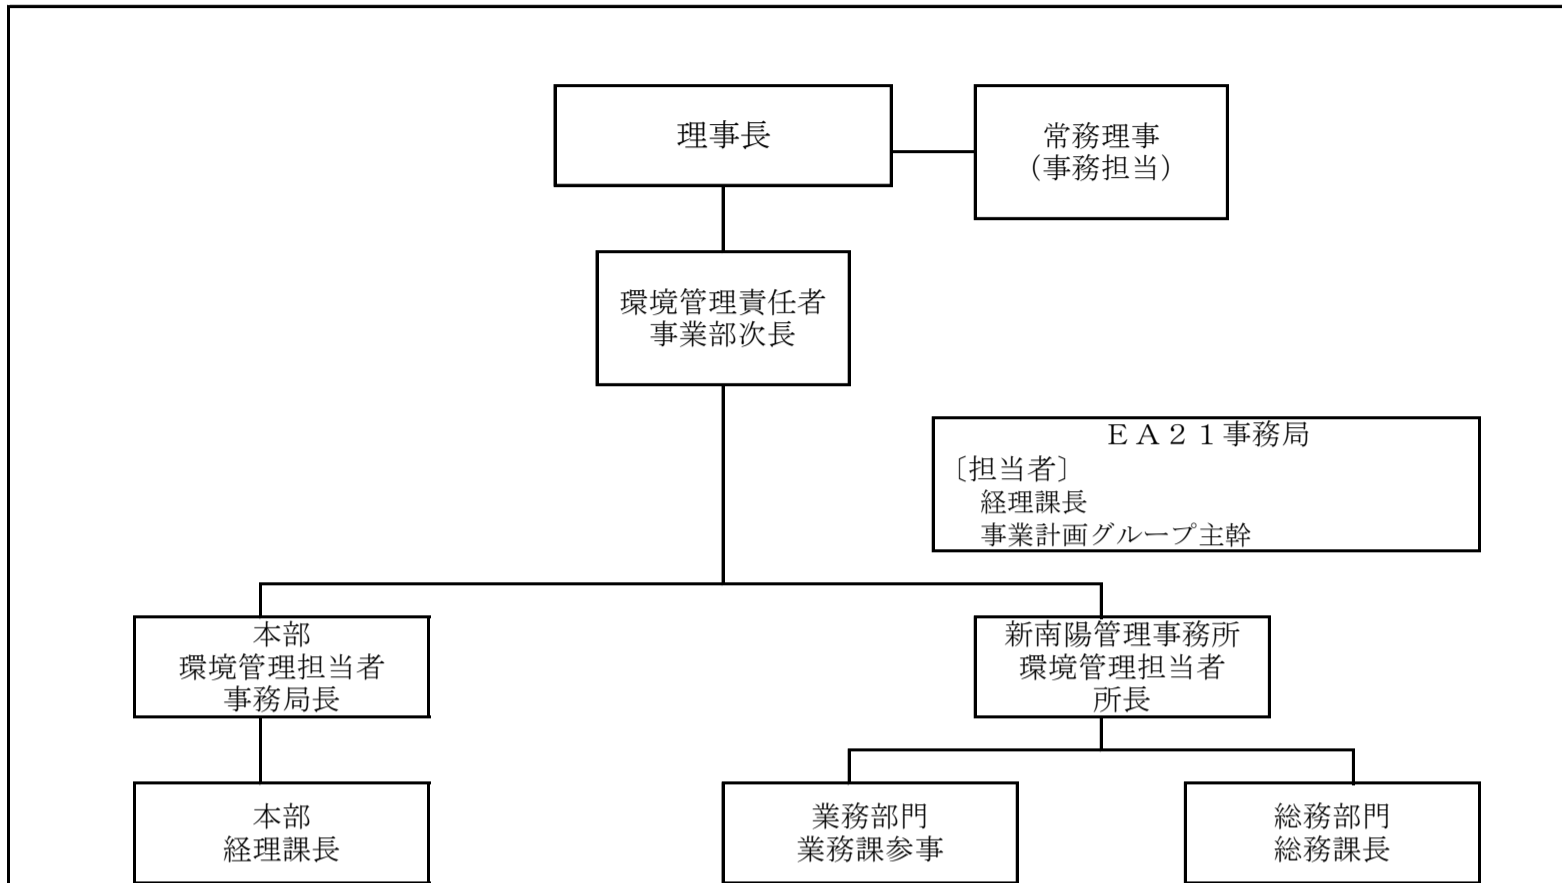 理事長
常務理事
（事務担当）
環境管理責任者
事業部次長
ＥＡ２１事務局
〔担当者〕
経理課長
事業計画グループ主幹
本部
環境管理担当者
事務局長
新南陽管理事務所
環境管理担当者
所長
本部
経理課長
業務部門
業務課参事
総務部門
総務課長